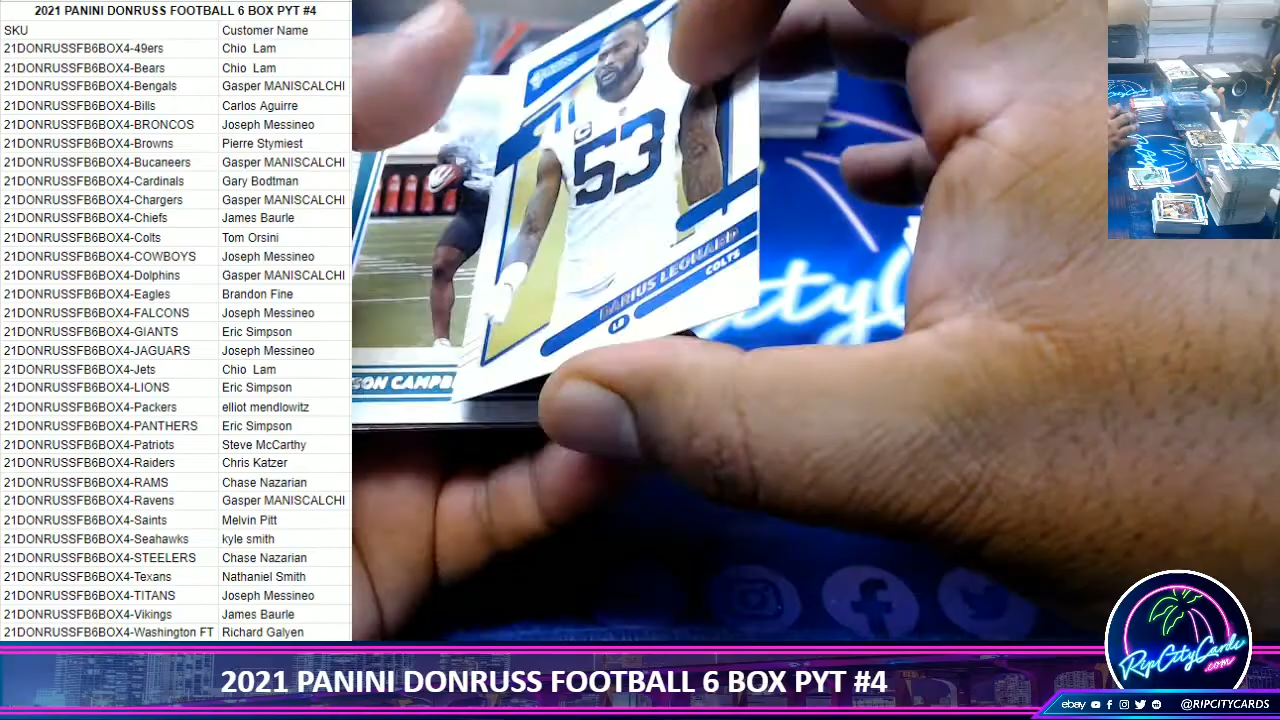 2021 PANINI DONRUSS FOOTBALL 6 BOX PYT #4
SKU Customer Name
21DONRUSSFB6BOX4-49ers Chio Lam
21DONRUSSFB6BOX4-Bears Chio Lam
21DONRUSSFB6BOX4-Bengals Gasper MANISCALCHI
21DONRUSSFB6BOX4-Bills Carlos Aguirre
21DONRUSSFB6BOX4-BRONCOS Joseph Messineo
21DONRUSSFB6BOX4-Browns Pierre Stymiest
21DONRUSSFB6BOX4-Bucaneers Gasper MANISCALCHI
21DONRUSSFB6BOX4-Cardinals Gary Bodtman
21DONRUSSFB6BOX4-Chargers Gasper MANISCALCHI
21DONRUSSFB6BOX4-Chiefs James Baurle
21DONRUSSFB6BOX4-Colts Tom Orsini
21DONRUSSFB6BOX4-COWBOYS Joseph Messineo
21DONRUSSFB6BOX4-Dolphins Gasper MANISCALCHI
21DONRUSSFB6BOX4-Eagles Brandon Fine
21DONRUSSFB6BOX4-FALCONS Joseph Messineo
21DONRUSSFB6BOX4-GIANTS Eric Simpson
21DONRUSSFB6BOX4-JAGUARS Joseph Messineo
21DONRUSSFB6BOX4-Jets Chio Lam
21DONRUSSFB6BOX4-LIONS Eric Simpson
21DONRUSSFB6BOX4-Packers elliot mendlowitz
21DONRUSSFB6BOX4-PANTHERS Eric Simpson
21DONRUSSFB6BOX4-Patriots Steve McCarthy
21DONRUSSFB6BOX4-Raiders Chris Katzer
21DONRUSSFB6BOX4-RAMS Chase Nazarian
21DONRUSSFB6BOX4-Ravens Gasper MANISCALCHI
21DONRUSSFB6BOX4-Saints Melvin Pitt
21DONRUSSFB6BOX4-Seahawks kyle smith
21DONRUSSFB6BOX4-STEELERS Chase Nazarian
21DONRUSSFB6BOX4-Texans Nathaniel Smith
21DONRUSSFB6BOX4-TITANS Joseph Messineo
21DONRUSSFB6BOX4-Vikings James Baurle
21DONRUSSFB6BOX4-Washington FT Richard Galyen
53
DARIUS LEONARD
COLTS
LB
SON CAMPB
ityC
2021 PANINI DONRUSS FOOTBALL 6 BOX PYT #4
RipCityCards
.com
ebay @RIPCITYCARDS